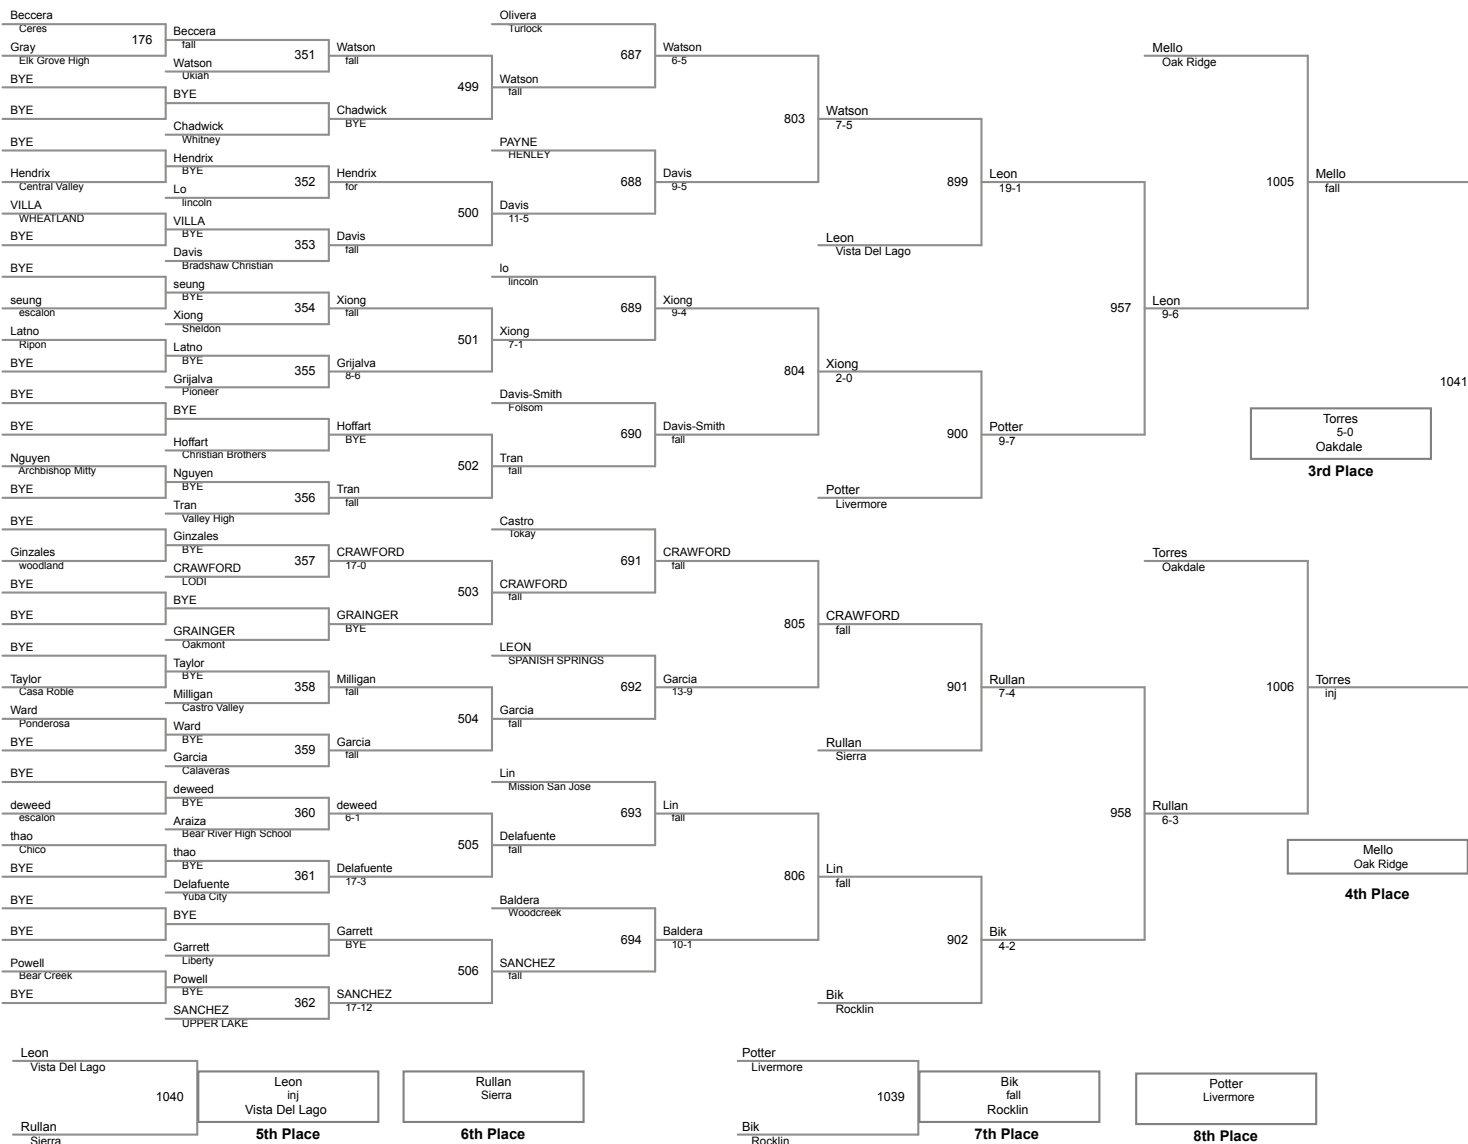 Beccera
Ceres
176
Gray
Elk Grove High
BYE
BYE
BYE
Hendrix
Central Valley
VILLA
WHEATLAND
BYE
BYE
seung
escalon
Latno
Ripon
BYE
BYE
BYE
Nguyen
Archbishop Mitty
BYE
BYE
Ginzales
woodland
BYE
BYE
BYE
Taylor
Casa Roble
Ward
Ponderosa
BYE
BYE
deweed
escalon
thao
Chico
BYE
BYE
BYE
Powell
Bear Creek
BYE
Beccera
fall
351
Watson
Ukiah
BYE
Chadwick
Whitney
Hendrix
BYE
352
Lo
lincoln
VILLA
BYE
353
Davis
Bradshaw Christian
seung
BYE
354
Xiong
Sheldon
Latno
BYE
355
Grijalva
Pioneer
BYE
Hoffart
Christian Brothers
Nguyen
BYE
356
Tran
Valley High
Ginzales
BYE
357
CRAWFORD
LODI
BYE
GRAINGER
Oakmont
Taylor
BYE
358
Milligan
Castro Valley
Ward
BYE
359
Garcia
Calaveras
deweed
BYE
360
Araiza
Bear River High School
thao
BYE
361
Delafuente
Yuba City
BYE
Garrett
Liberty
Powell
BYE
362
SANCHEZ
UPPER LAKE
Watson
fall
499
Chadwick
BYE
Hendrix
for
500
Davis
fall
Xiong
fall
501
Grijalva
8-6
Hoffart
BYE
502
Tran
fall
CRAWFORD
17-0
503
GRAINGER
BYE
Milligan
fall
504
Garcia
fall
deweed
6-1
505
Delafuente
17-3
Garrett
BYE
506
SANCHEZ
17-12
Olivera
Turlock
687
Watson
fall
PAYNE
HENLEY
688
Davis
11-5
lo
lincoln
689
Xiong
7-1
Davis-Smith
Folsom
690
Tran
fall
Castro
Tokay
691
CRAWFORD
fall
LEON
SPANISH SPRINGS
692
Garcia
fall
Lin
Mission San Jose
693
Delafuente
fall
Baldera
Woodcreek
694
SANCHEZ
fall
Watson
6-5
803
Davis
9-5
Xiong
9-4
804
Davis-Smith
fall
CRAWFORD
fall
805
Garcia
13-9
Lin
fall
806
Baldera
10-1
Watson
7-5
899
Leon
Vista Del Lago
Xiong
2-0
900
Potter
Livermore
CRAWFORD
fall
901
Rullan
Sierra
Lin
fall
902
Bik
Rocklin
Leon
19-1
957
Potter
9-7
Rullan
7-4
958
Bik
4-2
Mello
Oak Ridge
1005
Leon
9-6
Torres
Oakdale
1006
Rullan
6-3
Mello
fall
1041
Torres
inj
Torres
5-0
Oakdale
3rd Place
Mello
Oak Ridge
4th Place
Leon
Vista Del Lago
1040
Rullan
Sierra
Leon
inj
Vista Del Lago
5th Place
Rullan
Sierra
6th Place
Potter
Livermore
1039
Bik
Rocklin
Bik
fall
Rocklin
7th Place
Potter
Livermore
8th Place